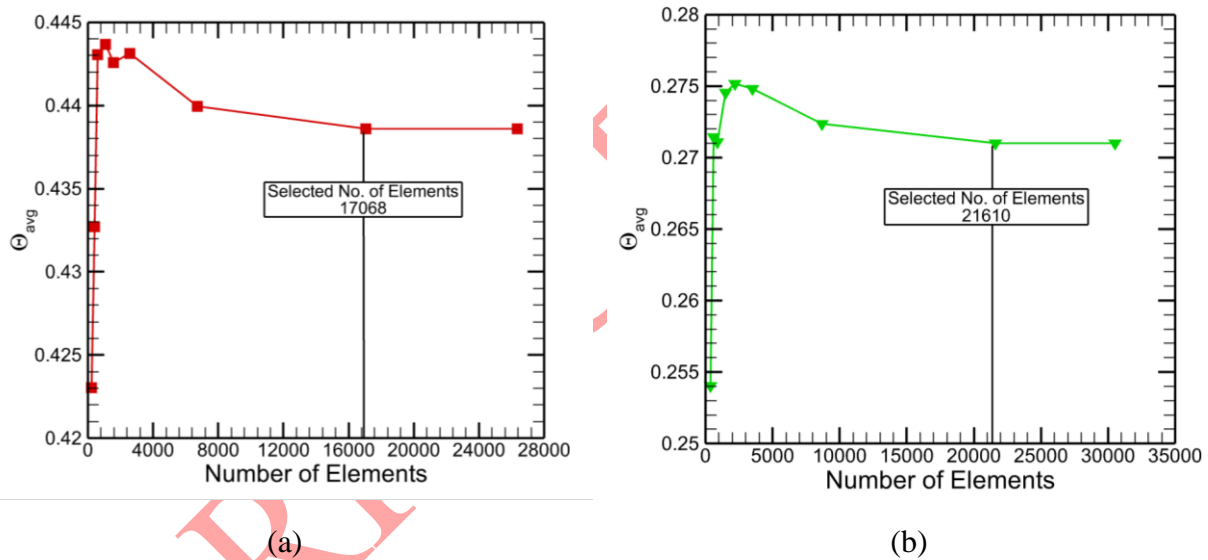 0.445
0.44
0.435
0.43
0.425
0.42
Θavg
Selected No. of Elements
17068
0 4000 8000 12000 16000 20000 24000 28000
Number of Elements
(a)
0.28
0.275
0.27
0.265
0.26
0.255
0.25
Θavg
Selected No. of Elements
21610
0 5000 10000 15000 20000 25000 30000 35000
Number of Elements
(b)